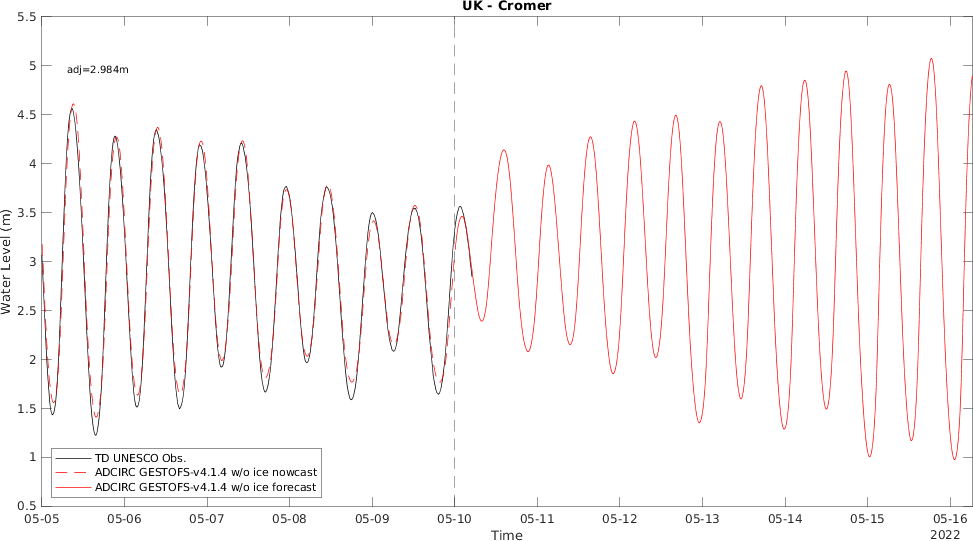 UK - Cromer
adj=2.984m
Water Level (m)
5.5
5
4.5
4
3.5
3
2.5
2
1.5
1
0.5
TD UNESCO Obs.
ADCIRC GESTOFS-v4.1.4 w/o ice nowcast
ADCIRC GESTOFS-v4.1.4 w/o ice forecast
05-05 05-06 05-07 05-08 05-09 05-10 05-11 05-12 05-13 05-14 05-15 05-16
2022
Time